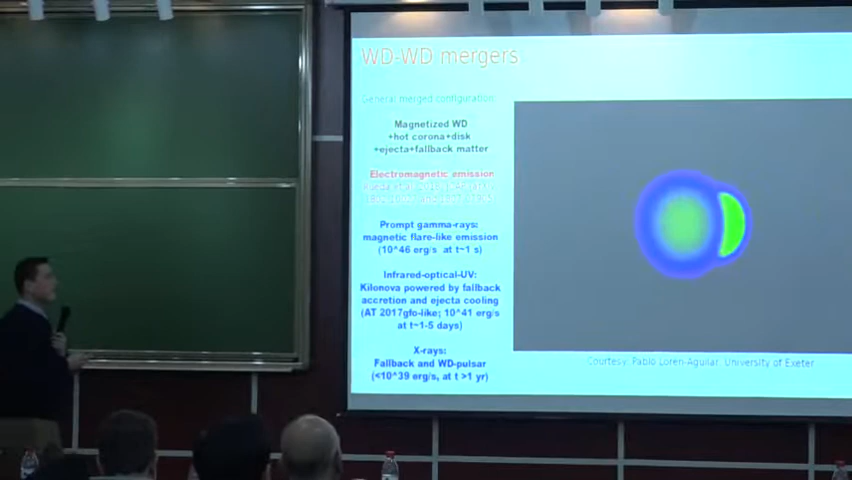 WD-WD mergers
General merged configuration:
Magnetized WD
+hot corona+disk
+ejecta+fallback matter
Electromagnetic emission
Prompt gamma-rays:
magnetic flare-like emission
(10^46 erg/s at t~1 s)
Infrared-optical-UV:
Kilonova powered by fallback
accretion and ejecta cooling
(AT 2017gfo-like; 10^41 erg/s
at t~1-5 days)
X-rays:
Fallback and WD-pulsar
(<10^39 erg/s, at t >1 yr)
Courtesy: Pablo Loren-Aguilar, University of Exeter